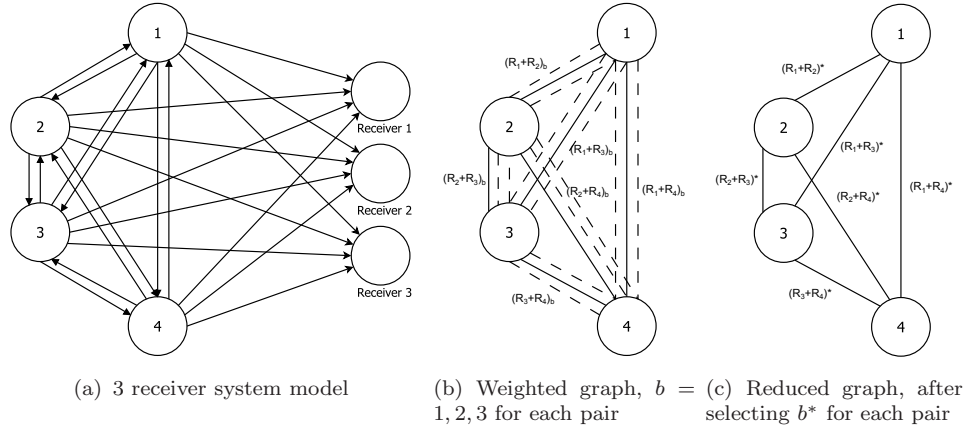 1
2
3
4
Receiver 1
Receiver 2
Receiver 3
(a) 3 receiver system model
1
2
3
4
(R₁+R₂)b
(R₁+R₃)b
(R₂+R₃)b
(R₂+R₄)b
(R₁+R₄)b
(R₃+R₄)b
(b) Weighted graph, b =
1, 2, 3 for each pair
1
2
3
4
(R₁+R₂)*
(R₁+R₃)*
(R₂+R₃)*
(R₂+R₄)*
(R₁+R₄)*
(R₃+R₄)*
(c) Reduced graph, after
selecting b* for each pair